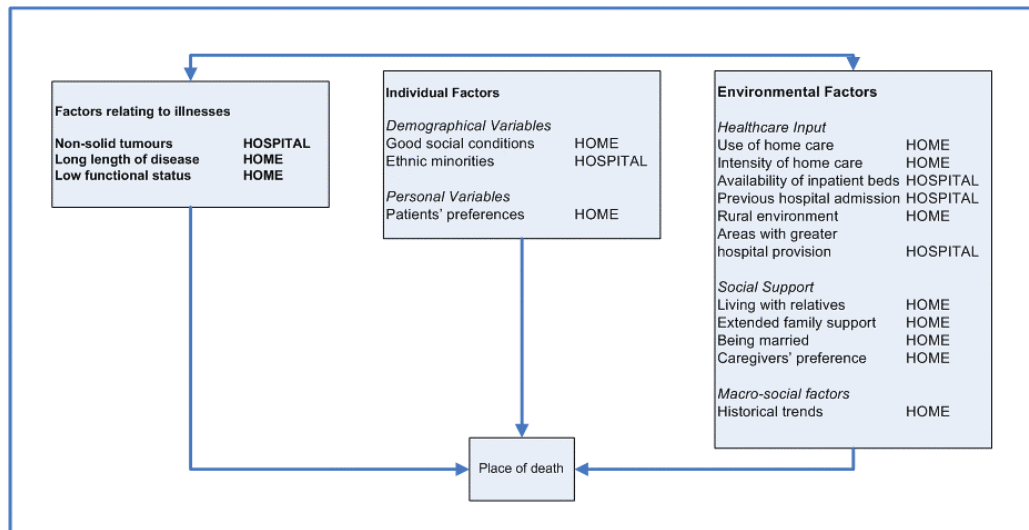 Factors relating to illnesses
Non-solid tumours HOSPITAL
Long length of disease HOME
Low functional status HOME
Individual Factors
Demographical Variables
Good social conditions HOME
Ethnic minorities HOSPITAL
Personal Variables
Patients' preferences HOME
Environmental Factors
Healthcare Input
Use of home care HOME
Intensity of home care HOME
Availability of inpatient beds HOSPITAL
Previous hospital admission HOSPITAL
Rural environment HOME
Areas with greater
hospital provision HOSPITAL
Social Support
Living with relatives HOME
Extended family support HOME
Being married HOME
Caregivers' preference HOME
Macro-social factors
Historical trends HOME
Place of death